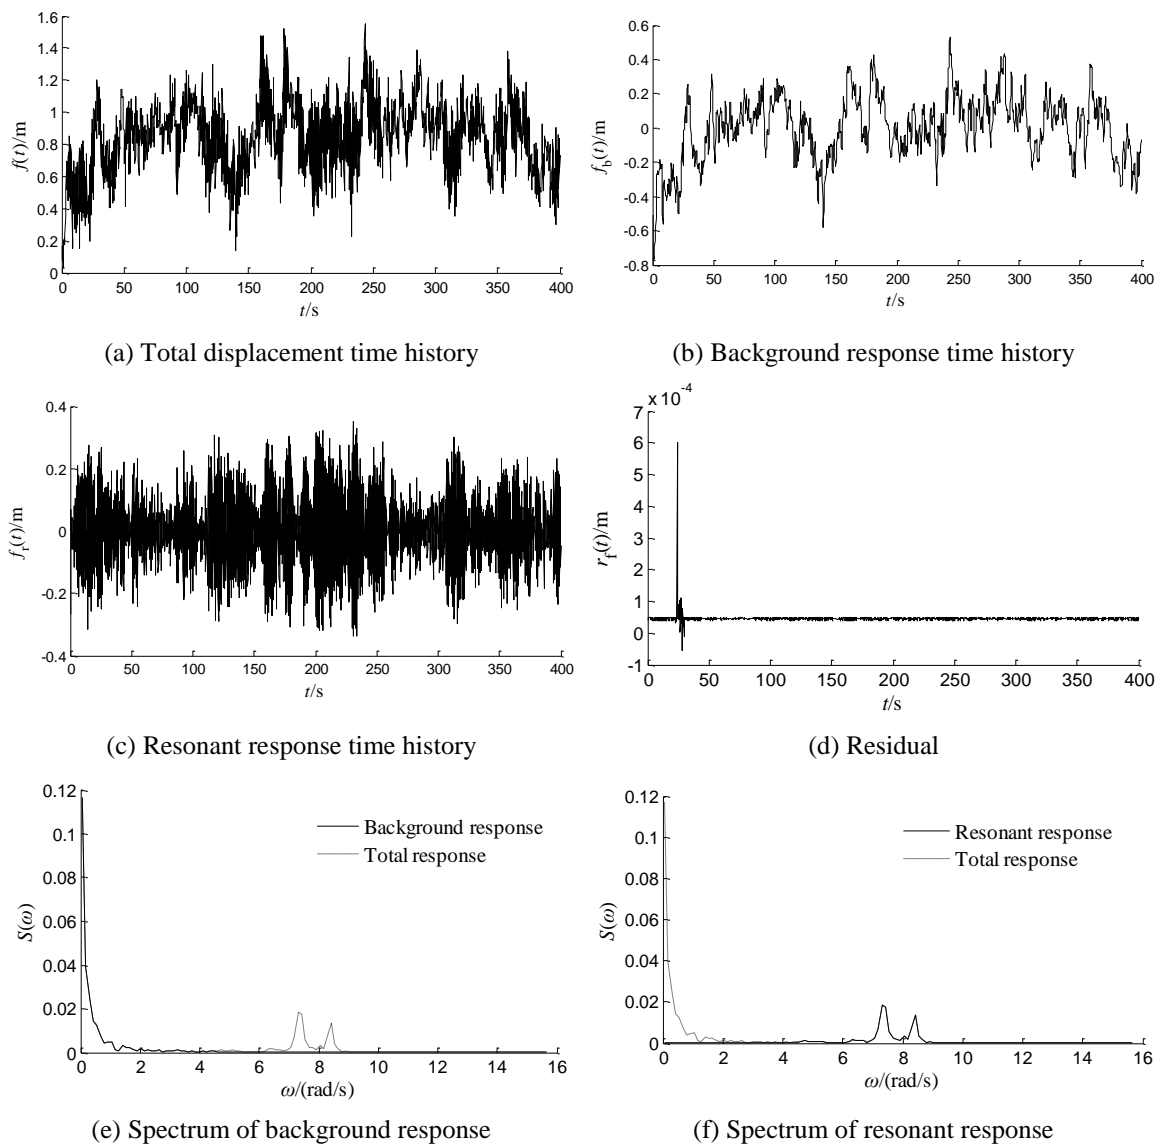 1.6
1.4
1.2
1
0.8
0.6
0.4
0.2
0
f(t)/m
0 50 100 150 200 250 300 350 400
t/s
(a) Total displacement time history
0.6
0.4
0.2
0
-0.2
-0.4
-0.6
-0.8
fb(t)/m
0 50 100 150 200 250 300 350 400
t/s
(b) Background response time history
0.4
0.2
0
-0.2
-0.4
fr(t)/m
0 50 100 150 200 250 300 350 400
t/s
(c) Resonant response time history
x 10-4
7
6
5
4
3
2
1
0
-1
rf(t)/m
0 50 100 150 200 250 300 350 400
t/s
(d) Residual
0.12
0.1
0.08
0.06
0.04
0.02
0
S(ω)
Background response
Total response
0 2 4 6 8 10 12 14 16
ω/(rad/s)
(e) Spectrum of background response
0.12
0.1
0.08
0.06
0.04
0.02
0
S(ω)
Resonant response
Total response
0 2 4 6 8 10 12 14 16
ω/(rad/s)
(f) Spectrum of resonant response